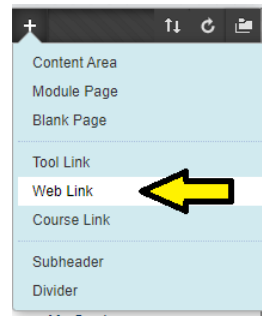 Content Area
Module Page
Blank Page
Tool Link
Web Link
Course Link
Subheader
Divider